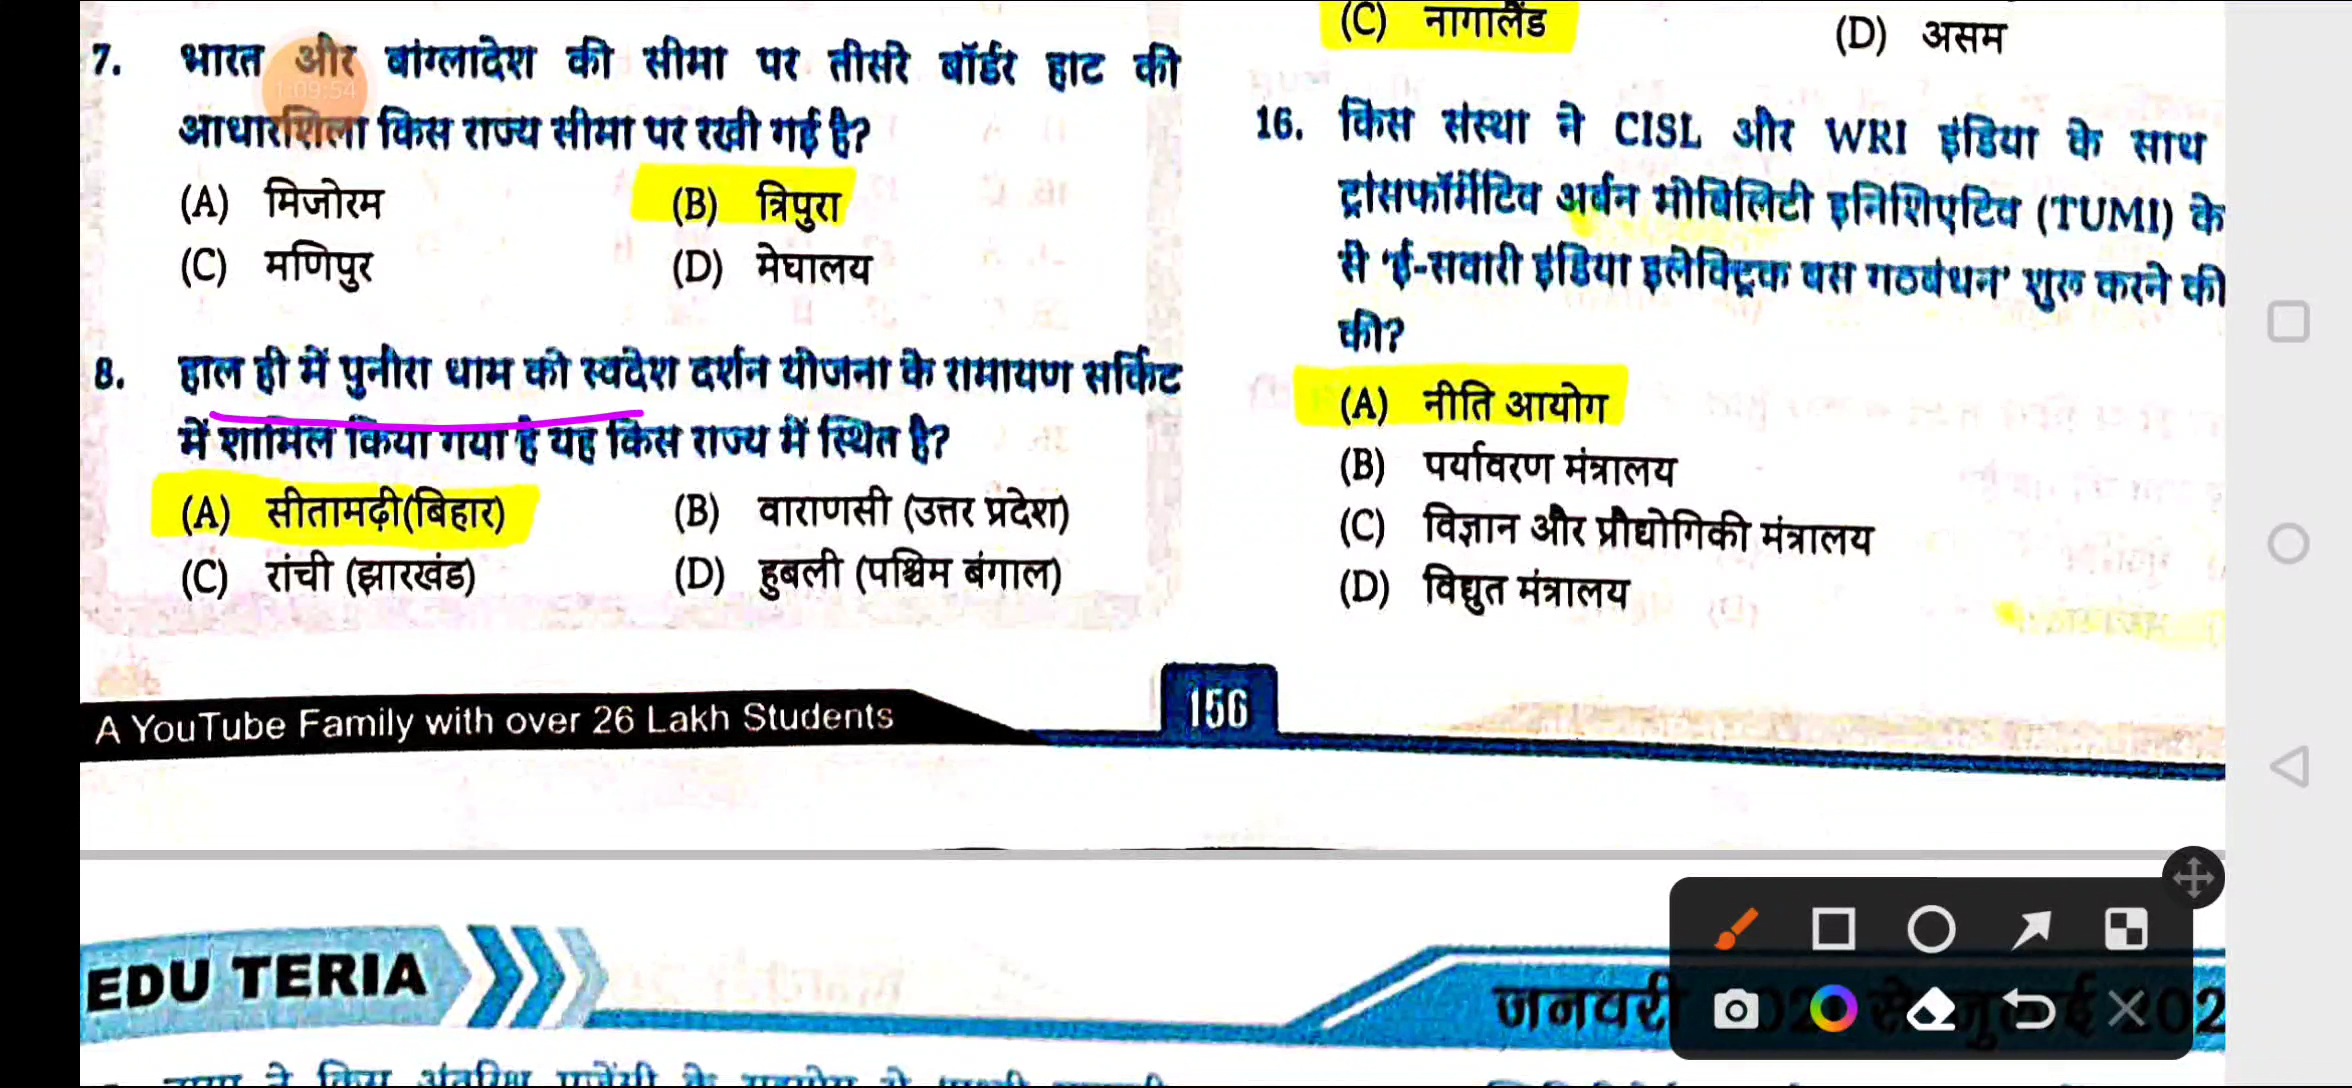 7. भारत और बांग्लादेश की सीमा पर तीसरे बॉर्डर हाट की
1:09:54
आधारशिला किस राज्य सीमा पर रखी गई है?
(A) मिजोरम (B) त्रिपुरा
(C) मणिपुर (D) मेघालय
8. हाल ही में पुनौरा धाम को स्वदेश दर्शन योजना के रामायण सर्किट
में शामिल किया गया है यह किस राज्य में स्थित है?
(A) सीतामढ़ी(बिहार) (B) वाराणसी (उत्तर प्रदेश)
(C) रांची (झारखंड) (D) हुबली (पश्चिम बंगाल)
(C) नागालैंड (D) असम
16. किस संस्था ने CISL और WRI इंडिया के साथ
ट्रांसफॉर्मेटिव अर्बन मोबिलिटी इनिशिएटिव (TUMI) के
से 'ई-सवारी इंडिया इलेक्ट्रिक बस गठबंधन' शुरू करने की
की?
(A) नीति आयोग
(B) पर्यावरण मंत्रालय
(C) विज्ञान और प्रौद्योगिकी मंत्रालय
(D) विद्युत मंत्रालय
A YouTube Family with over 26 Lakh Students
156
EDU TERIA
जनवरी